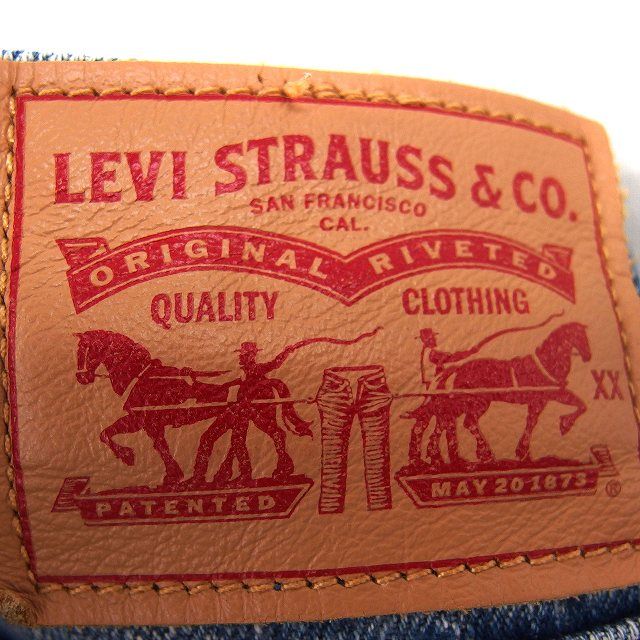 LEVI STRAUSS & CO.
SAN FRANCISCO
CAL.
ORIGINAL RIVETED
QUALITY CLOTHING
XX
PATENTED MAY 20 1873 ®